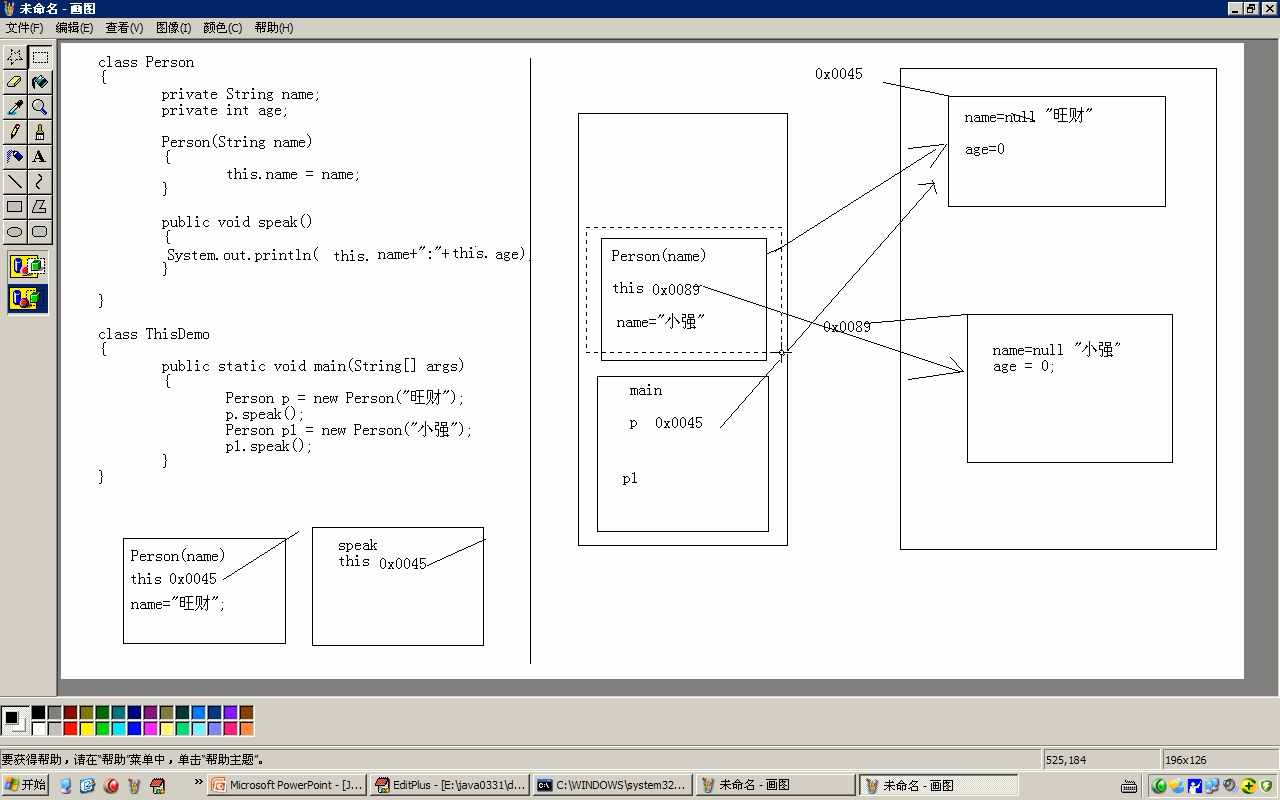 未命名 - 画图
文件(F) 编辑(E) 查看(V) 图像(I) 颜色(C) 帮助(H)
class Person
{
private String name;
private int age;
Person(String name)
{
this.name = name;
}
public void speak()
{
System.out.println( this. name+":"+this. age)
}
}
class ThisDemo
{
public static void main(String[] args)
{
Person p = new Person("旺财");
p.speak();
Person p1 = new Person("小强");
p1.speak();
}
}
Person(name)
this 0x0045
name="旺财";
speak
this 0x0045
Person(name)
this 0x0089
name="小强"
main
p 0x0045
p1
0x0045
name=null "旺财"
age=0
0x0089
name=null "小强"
age = 0;
要获得帮助，请在“帮助”菜单中，单击“帮助主题”。
525,184
196x126
开始
Microsoft PowerPoint - [J...
EditPlus - [E:\java0331\d...
C:\WINDOWS\system32...
未命名 - 画图
未命名 - 画图